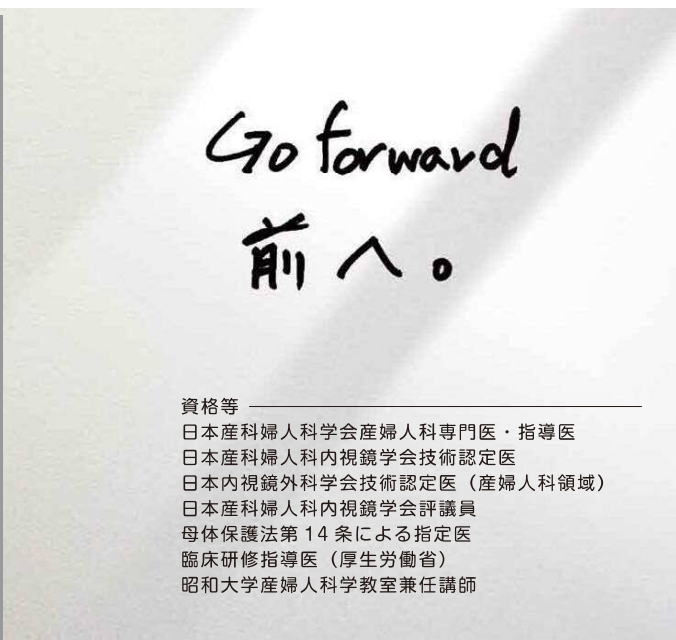 Go forward
前へ。
資格等
日本産科婦人科学会産婦人科専門医・指導医
日本産科婦人科内視鏡学会技術認定医
日本内視鏡外科学会技術認定医（産婦人科領域）
日本産科婦人科内視鏡学会評議員
母体保護法第 14 条による指定医
臨床研修指導医（厚生労働省）
昭和大学産婦人科学教室兼任講師